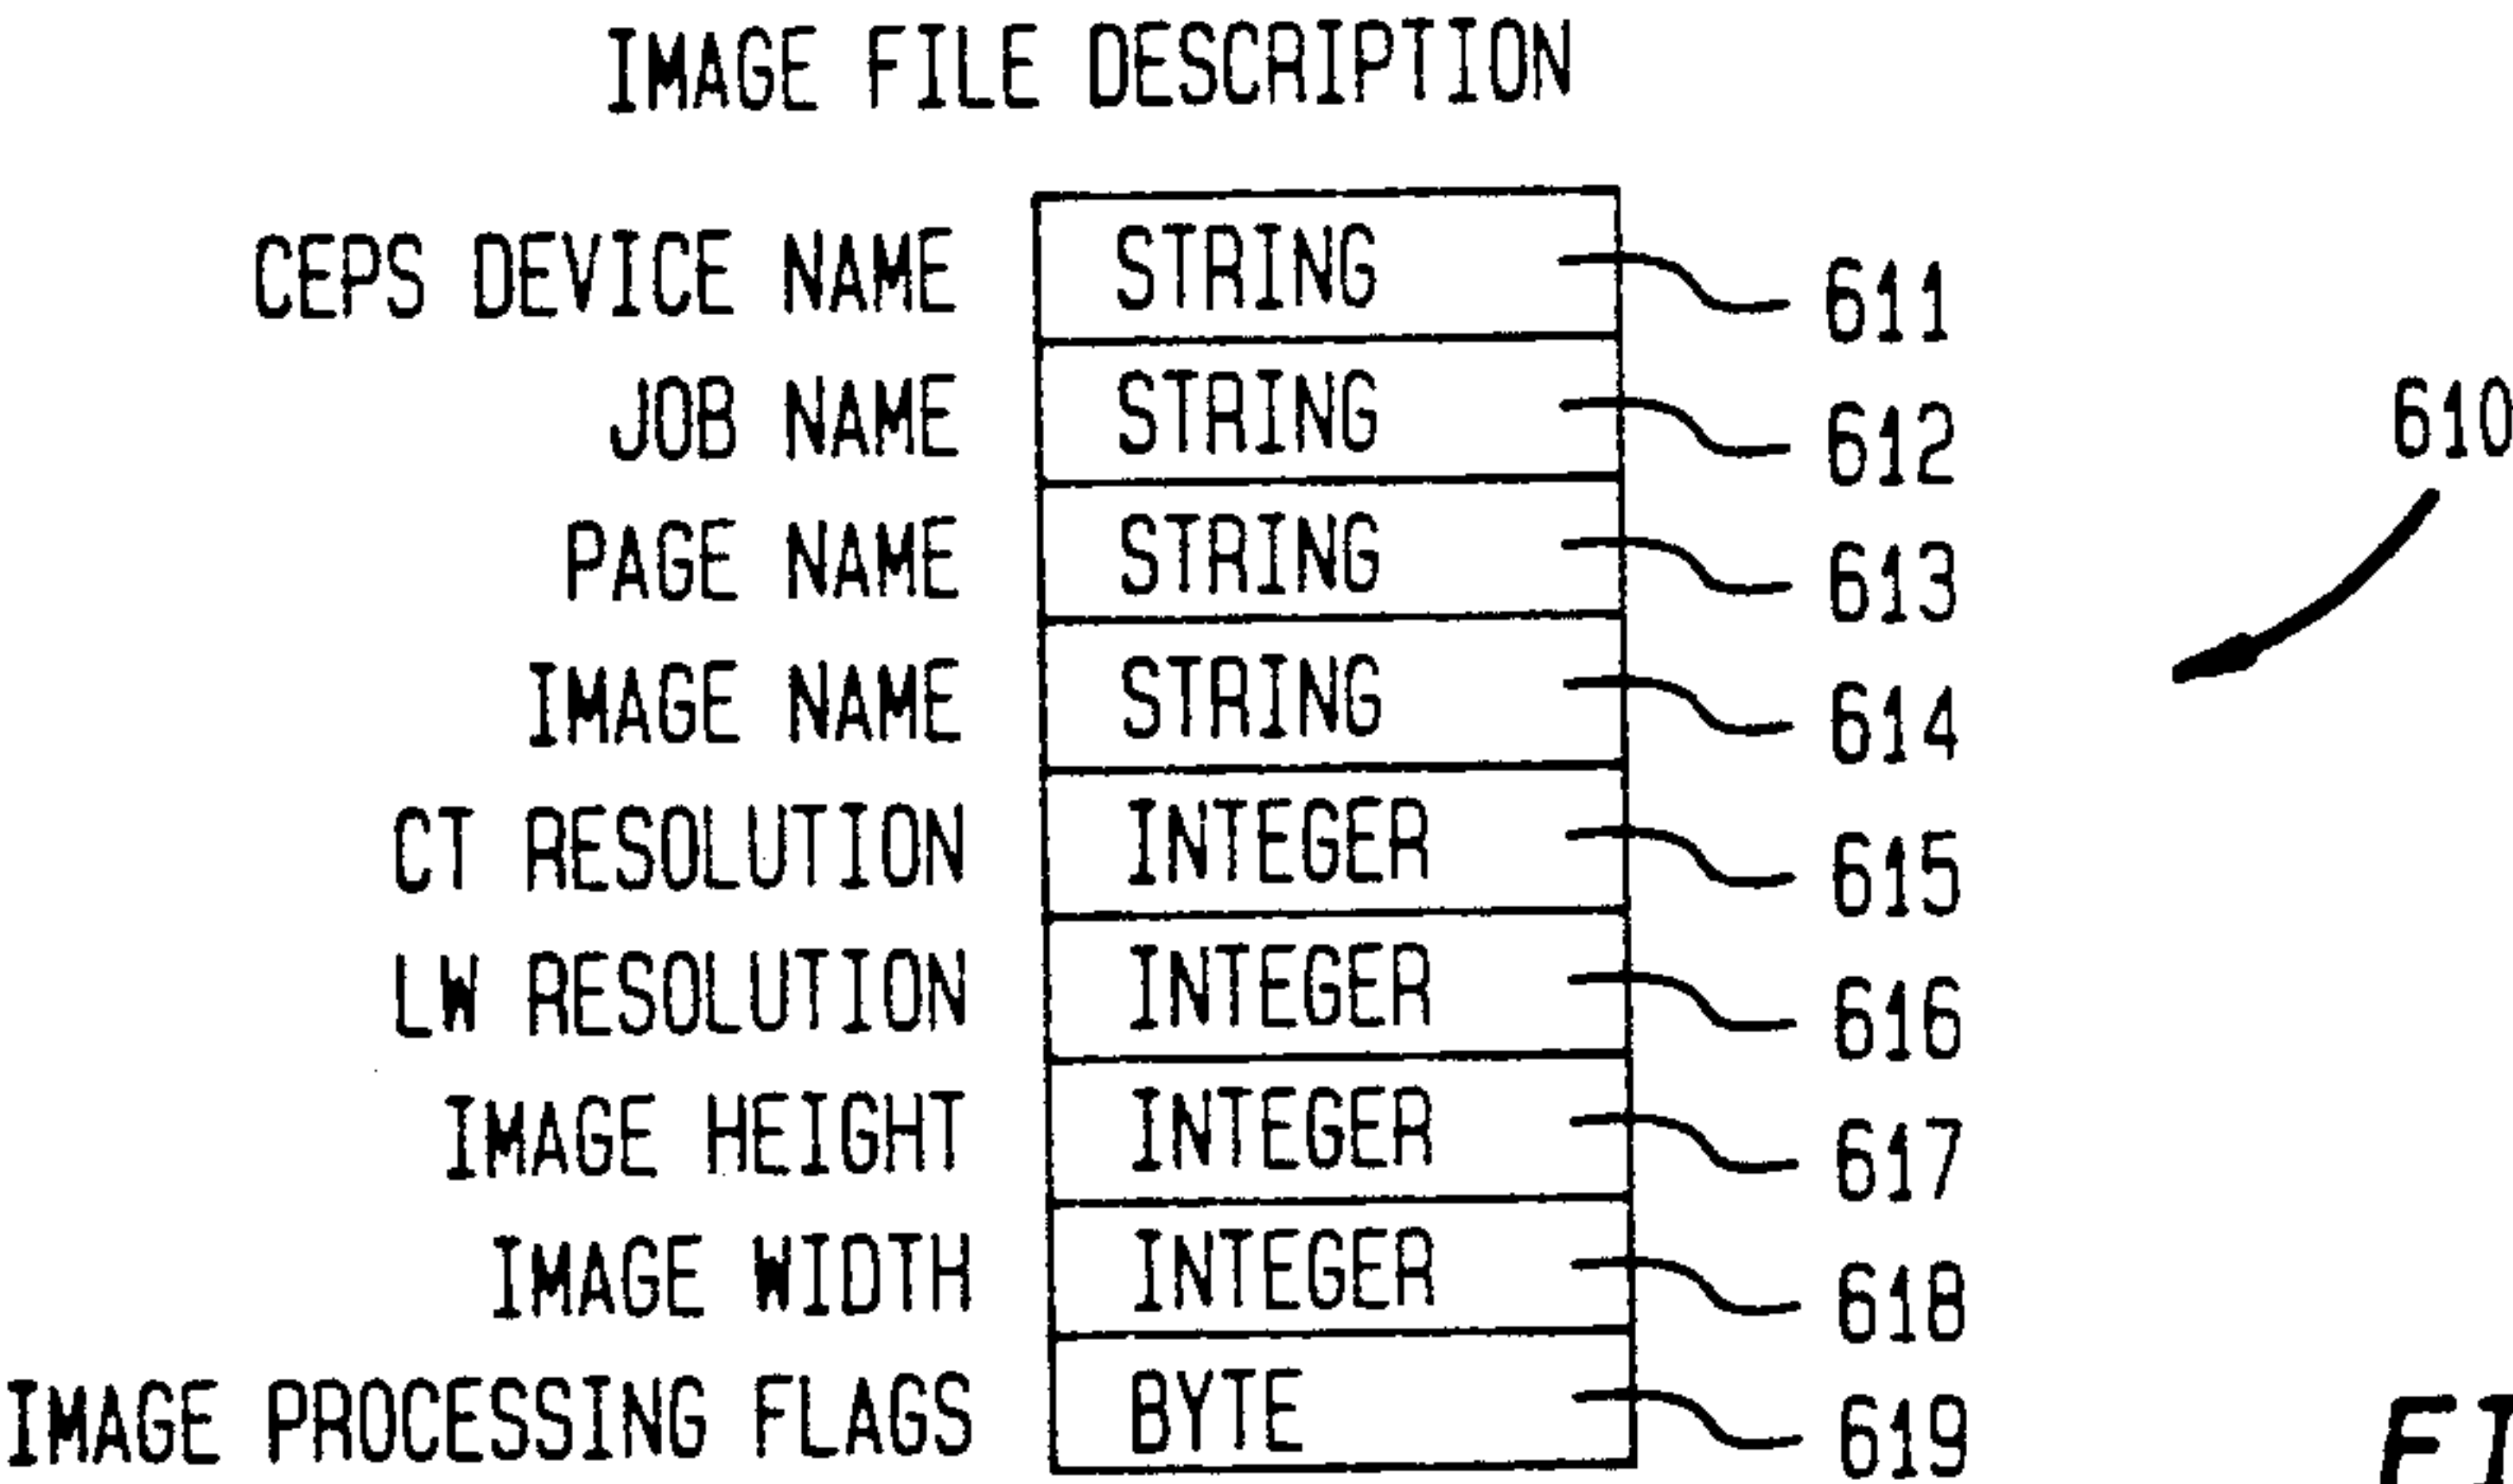 IMAGE FILE DESCRIPTION
CEPS DEVICE NAME STRING 611
JOB NAME STRING 612
610
PAGE NAME STRING 613
IMAGE NAME STRING 614
CT RESOLUTION INTEGER 615
LW RESOLUTION INTEGER 616
IMAGE HEIGHT INTEGER 617
IMAGE WIDTH INTEGER 618
IMAGE PROCESSING FLAGS BYTE 619